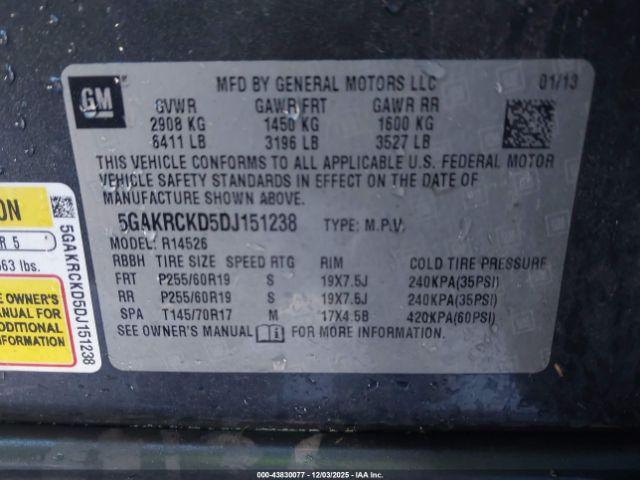 GM
MFD BY GENERAL MOTORS LLC 01/13
GVWR GAWR FRT GAWR RR
2908 KG 1450 KG 1600 KG
6411 LB 3196 LB 3527 LB
THIS VEHICLE CONFORMS TO ALL APPLICABLE U.S. FEDERAL MOTOR
VEHICLE SAFETY STANDARDS IN EFFECT ON THE DATE OF
MANUFACTURE SHOWN ABOVE.
5GAKRCKD5DJ151238 TYPE: M.P.V.
MODEL: R14526
RBBH TIRE SIZE SPEED RTG RIM COLD TIRE PRESSURE
FRT P255/60R19 S 19X7.5J 240KPA(35PSI)
RR P255/60R19 S 19X7.5J 240KPA(35PSI)
SPA T145/70R17 M 17X4.5B 420KPA(60PSI)
SEE OWNER'S MANUAL FOR MORE INFORMATION.
ON
R 5
563 lbs.
OWNER'S
AL FOR
DITIONAL
MATION
5GAKRCKD5DJ151238
000-43830077 - 12/03/2025 - IAA Inc.